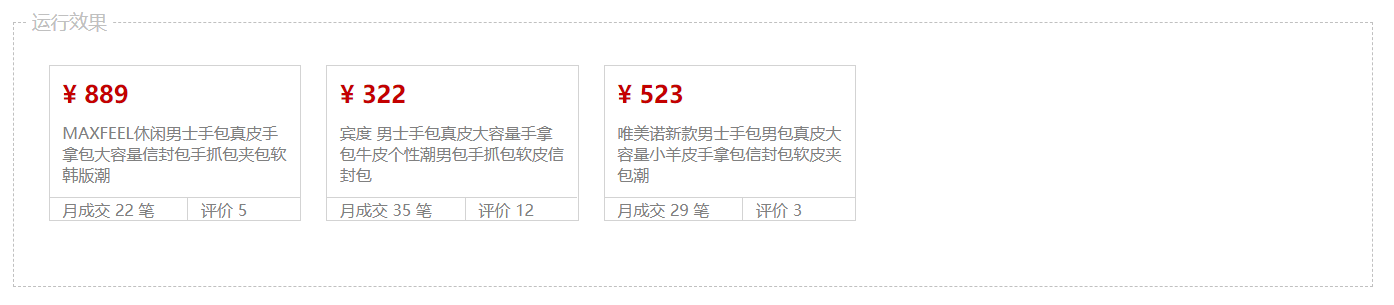 运行效果
¥ 889
MAXFEEL休闲男士手包真皮手
拿包大容量信封包手抓包夹包软
韩版潮
月成交 22 笔 评价 5
¥ 322
宾度 男士手包真皮大容量手拿
包牛皮个性潮男包手抓包软皮信
封包
月成交 35 笔 评价 12
¥ 523
唯美诺新款男士手包男包真皮大
容量小羊皮手拿包信封包软皮夹
包潮
月成交 29 笔 评价 3